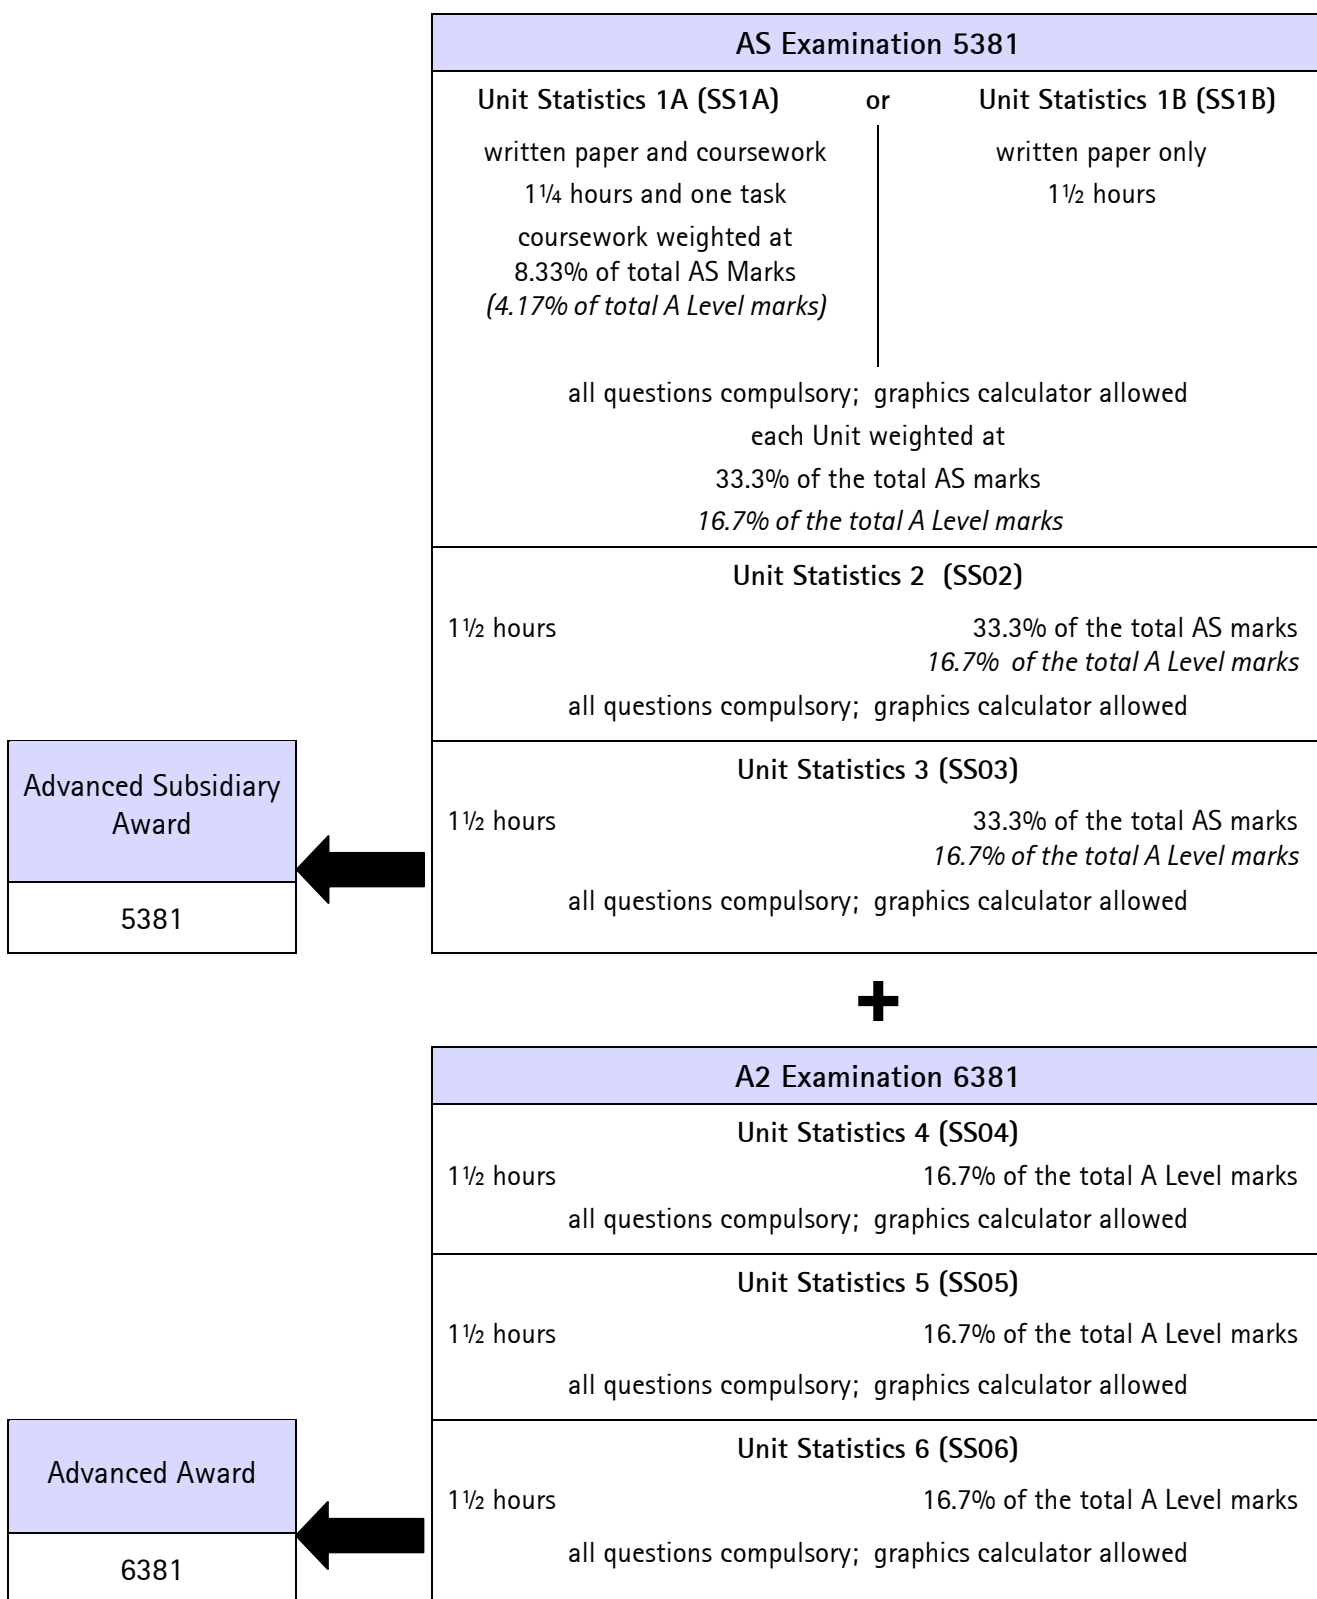 AS Examination 5381
Unit Statistics 1A (SS1A) or Unit Statistics 1B (SS1B)
written paper and coursework written paper only
1¼ hours and one task 1½ hours
coursework weighted at
8.33% of total AS Marks
(4.17% of total A Level marks)
all questions compulsory; graphics calculator allowed
each Unit weighted at
33.3% of the total AS marks
16.7% of the total A Level marks
Unit Statistics 2 (SS02)
1½ hours 33.3% of the total AS marks
16.7% of the total A Level marks
all questions compulsory; graphics calculator allowed
Advanced Subsidiary
Award
5381
Unit Statistics 3 (SS03)
1½ hours 33.3% of the total AS marks
16.7% of the total A Level marks
all questions compulsory; graphics calculator allowed
+
A2 Examination 6381
Unit Statistics 4 (SS04)
1½ hours 16.7% of the total A Level marks
all questions compulsory; graphics calculator allowed
Unit Statistics 5 (SS05)
1½ hours 16.7% of the total A Level marks
all questions compulsory; graphics calculator allowed
Advanced Award
6381
Unit Statistics 6 (SS06)
1½ hours 16.7% of the total A Level marks
all questions compulsory; graphics calculator allowed